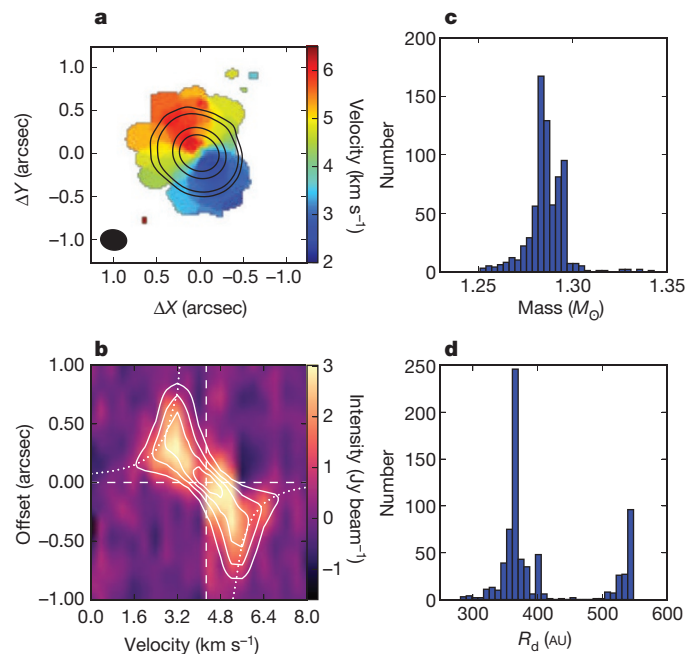 a
1.0
0.5
0.0
−0.5
−1.0
ΔY (arcsec)
1.0 0.5 0.0 −0.5 −1.0
ΔX (arcsec)
6
5
4
3
2
Velocity (km s⁻¹)
c
200
150
100
50
0
Number
1.25 1.30 1.35
Mass (M☉)
b
1.00
0.50
0.00
−0.50
−1.00
Offset (arcsec)
0.0 3.2 4.8 6.4 8.0
Velocity (km s⁻¹)
3
2
1
0
−1
Intensity (Jy beam⁻¹)
d
250
200
150
100
50
0
Number
300 400 500 600
R_d (AU)